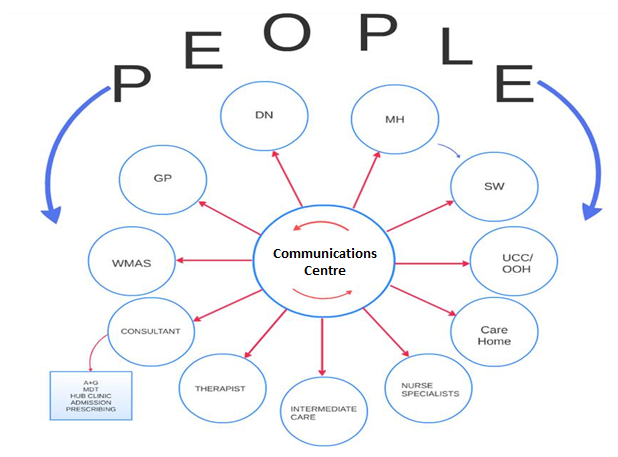 PEOPLE
DN
MH
GP
SW
Communications
Centre
WMAS
UCC/
OOH
CONSULTANT
Care
Home
A+G
MDT
HUB CLINIC
ADMISSION
PRESCRIBING
THERAPIST
NURSE
SPECIALISTS
INTERMEDIATE
CARE